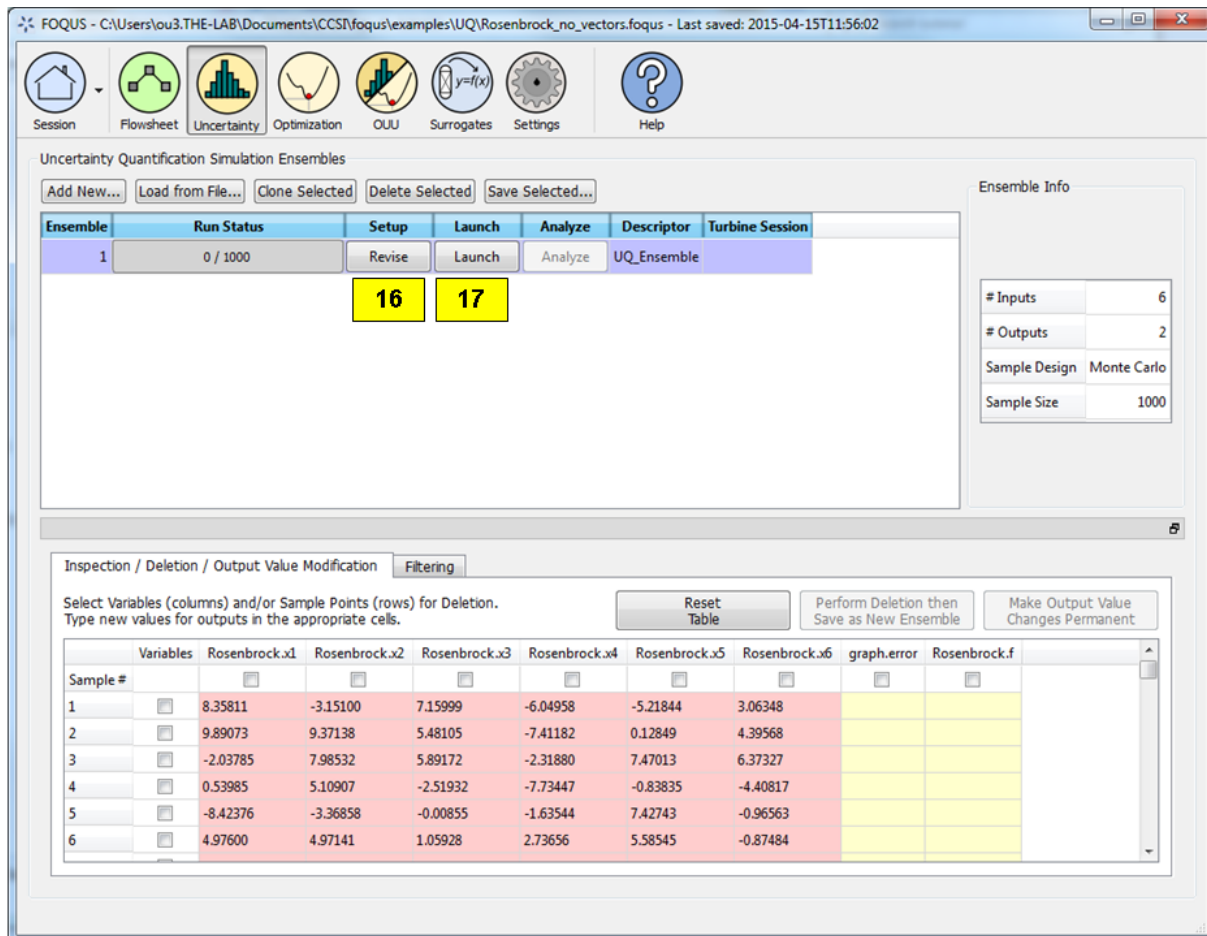 FOQUS - C:\Users\ou3.THE-LAB\Documents\CCSI\foqus\examples\UQ\Rosenbrock_no_vectors.foqus - Last saved: 2015-04-15T11:56:02
y=f(x)
Session Flowsheet Uncertainty Optimization OUU Surrogates Settings Help
Uncertainty Quantification Simulation Ensembles
Add New... Load from File... Clone Selected Delete Selected Save Selected...
Ensemble Run Status Setup Launch Analyze Descriptor Turbine Session
1 0 / 1000 Revise Launch Analyze UQ_Ensemble
16 17
Ensemble Info
# Inputs 6
# Outputs 2
Sample Design Monte Carlo
Sample Size 1000
Inspection / Deletion / Output Value Modification Filtering
Select Variables (columns) and/or Sample Points (rows) for Deletion.
Type new values for outputs in the appropriate cells.
Reset
Table
Perform Deletion then
Save as New Ensemble
Make Output Value
Changes Permanent
Variables Rosenbrock.x1 Rosenbrock.x2 Rosenbrock.x3 Rosenbrock.x4 Rosenbrock.x5 Rosenbrock.x6 graph.error Rosenbrock.f
Sample #
1 8.35811 -3.15100 7.15999 -6.04958 -5.21844 3.06348
2 9.89073 9.37138 5.48105 -7.41182 0.12849 4.39568
3 -2.03785 7.98532 5.89172 -2.31880 7.47013 6.37327
4 0.53985 5.10907 -2.51932 -7.73447 -0.83835 -4.40817
5 -8.42376 -3.36858 -0.00855 -1.63544 7.42743 -0.96563
6 4.97600 4.97141 1.05928 2.73656 5.58545 -0.87484